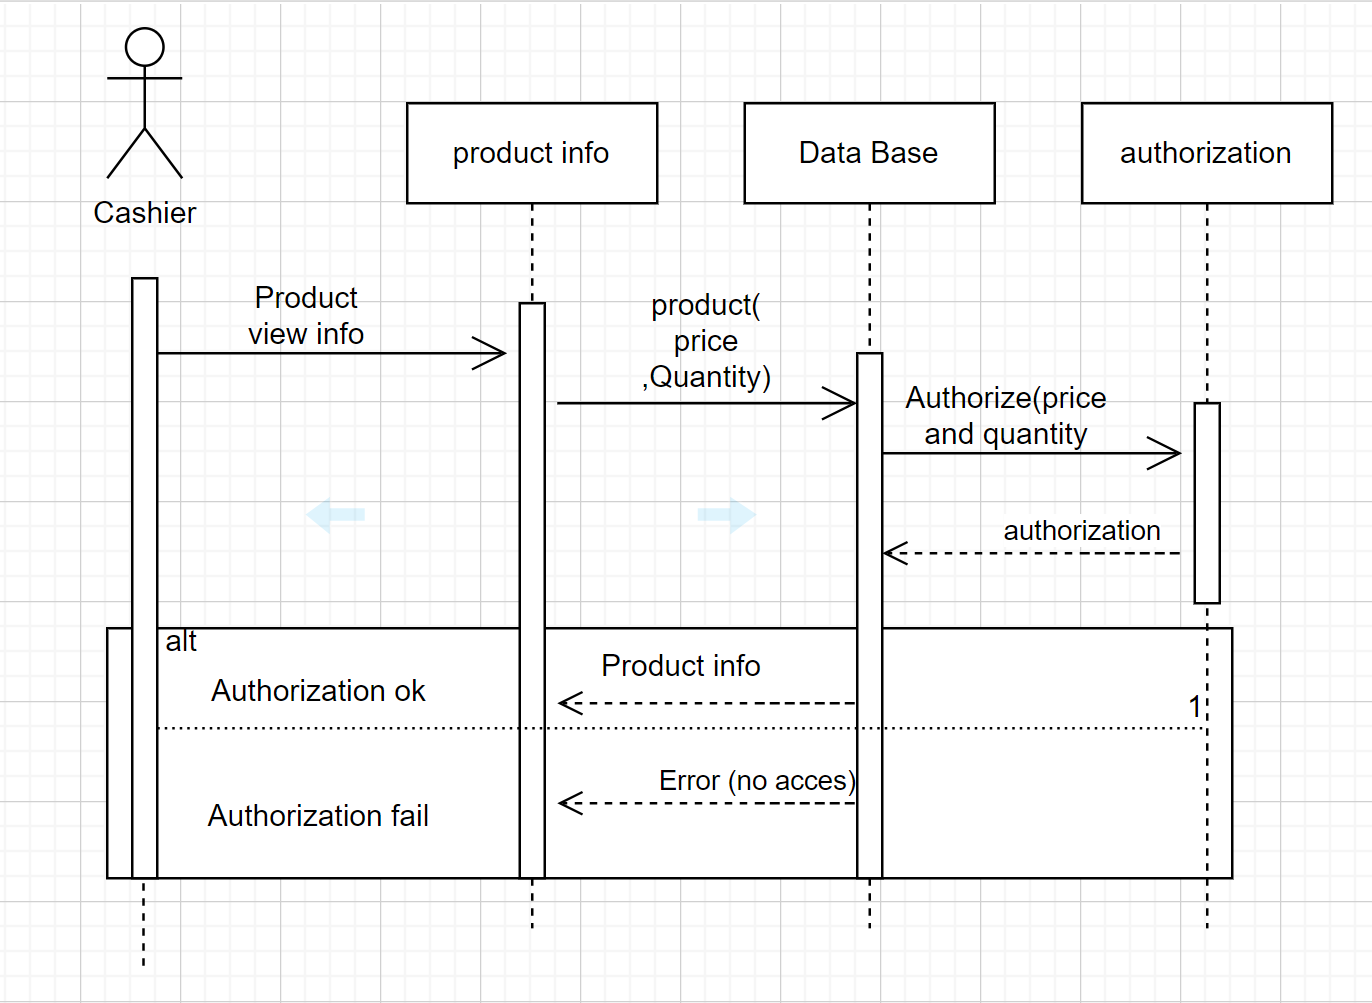 Cashier
product info
Data Base
authorization
Product
view info
product(
price
,Quantity)
Authorize(price
and quantity
authorization
alt
Authorization ok
Product info
1
Authorization fail
Error (no acces)